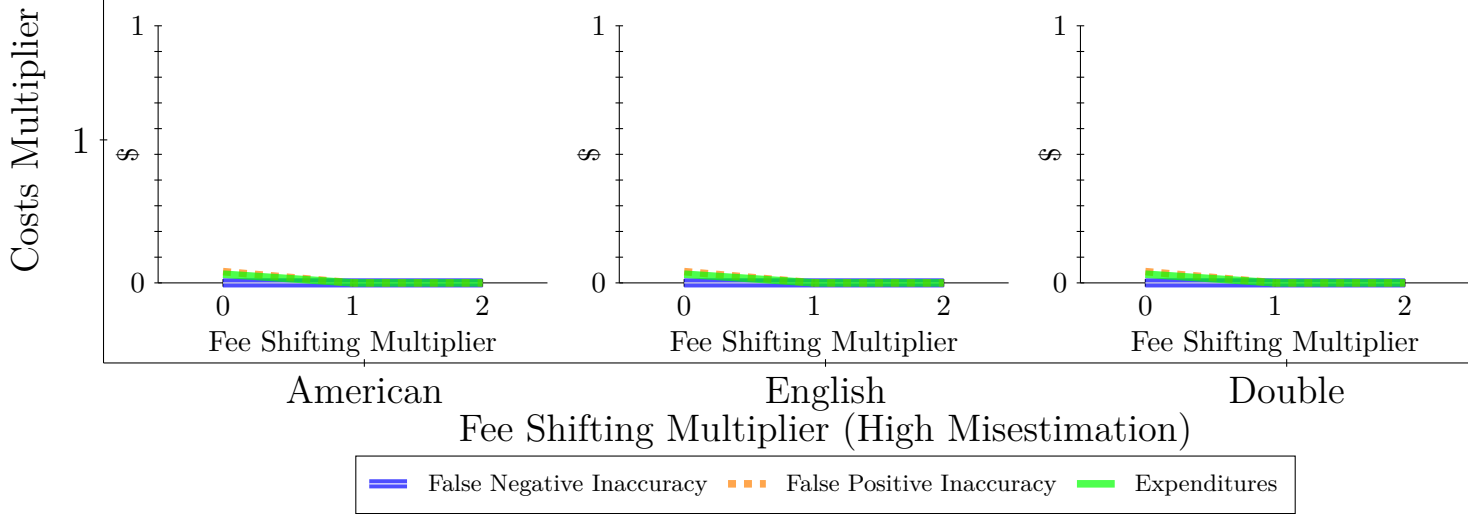 Costs Multiplier
1
1
0
$
0 1 2
Fee Shifting Multiplier
1
0
$
0 1 2
Fee Shifting Multiplier
1
0
$
0 1 2
Fee Shifting Multiplier
American English Double
Fee Shifting Multiplier (High Misestimation)
False Negative Inaccuracy False Positive Inaccuracy Expenditures